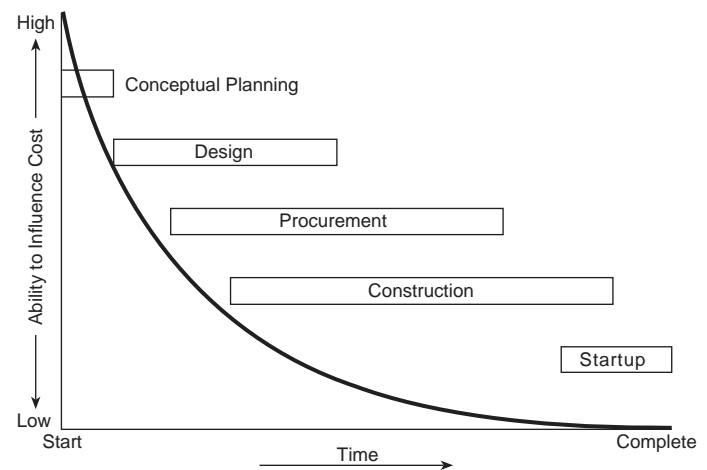 High
Conceptual Planning
Design
Ability to Influence Cost
Procurement
Construction
Startup
Low
Start
Complete
Time